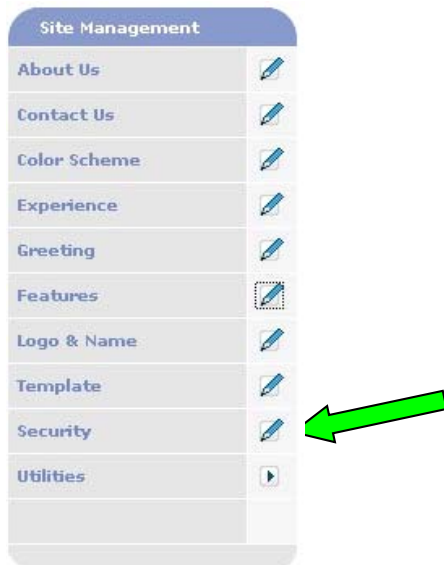 Site Management
About Us
Contact Us
Color Scheme
Experience
Greeting
Features
Logo & Name
Template
Security
Utilities